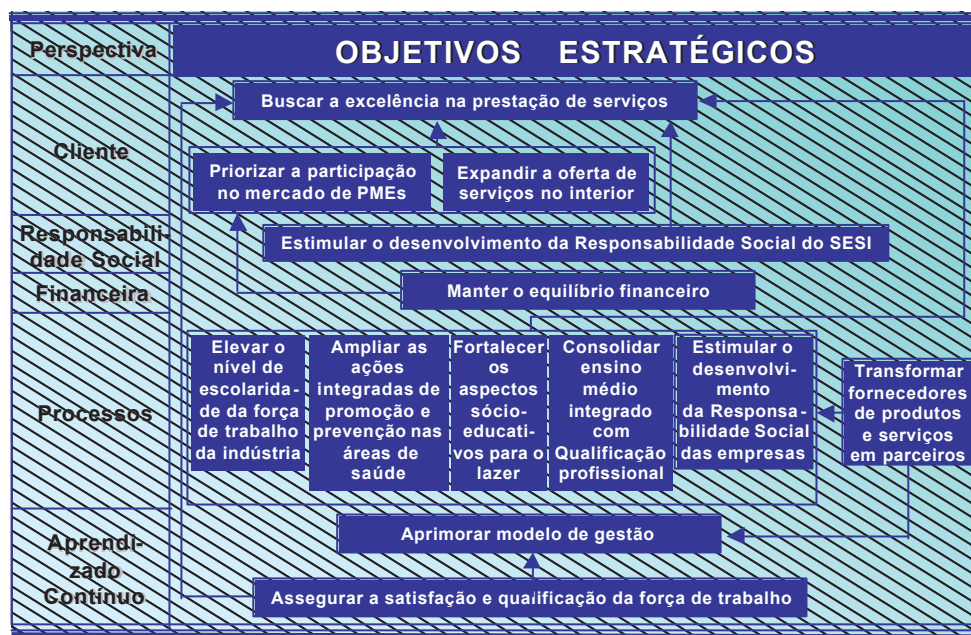 Perspectiva
OBJETIVOS ESTRATÉGICOS
Cliente
Buscar a excelência na prestação de serviços
Priorizar a participação
no mercado de PMEs
Expandir a oferta de
serviços no interior
Responsabili-
dade Social
Estimular o desenvolvimento da Responsabilidade Social do SESI
Financeira
Manter o equilíbrio financeiro
Processos
Elevar o
nível de
escolarida-
de da força
de trabalho
da indústria
Ampliar as
ações
integradas de
promoção e
prevenção nas
áreas de
saúde
Fortalecer
os
aspectos
sócio-
educati-
vos para o
lazer
Consolidar
ensino
médio
integrado
com
Qualificação
profissional
Estimular o
desenvolvi-
mento
da Responsa-
bilidade Social
das empresas
Transformar
fornecedores
de produtos
e serviços
em parceiros
Aprendi-
zado
Contínuo
Aprimorar modelo de gestão
Assegurar a satisfação e qualificação da força de trabalho